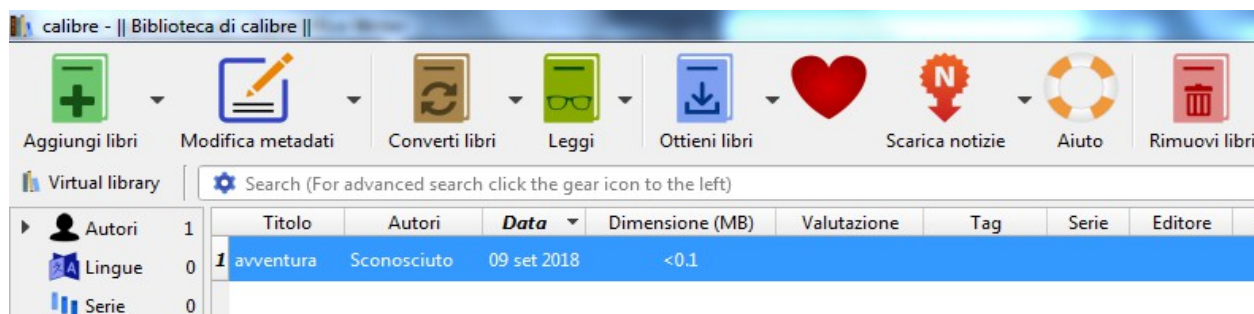 calibre - || Biblioteca di calibre ||
N
Aggiungi libri Modifica metadati Converti libri Leggi Ottieni libri Scarica notizie Aiuto Rimuovi libri
Virtual library Search (For advanced search click the gear icon to the left)
Titolo Autori Data Dimensione (MB) Valutazione Tag Serie Editore
Autori 1
1 avventura Sconosciuto 09 set 2018 <0.1
Lingue 0
Serie 0